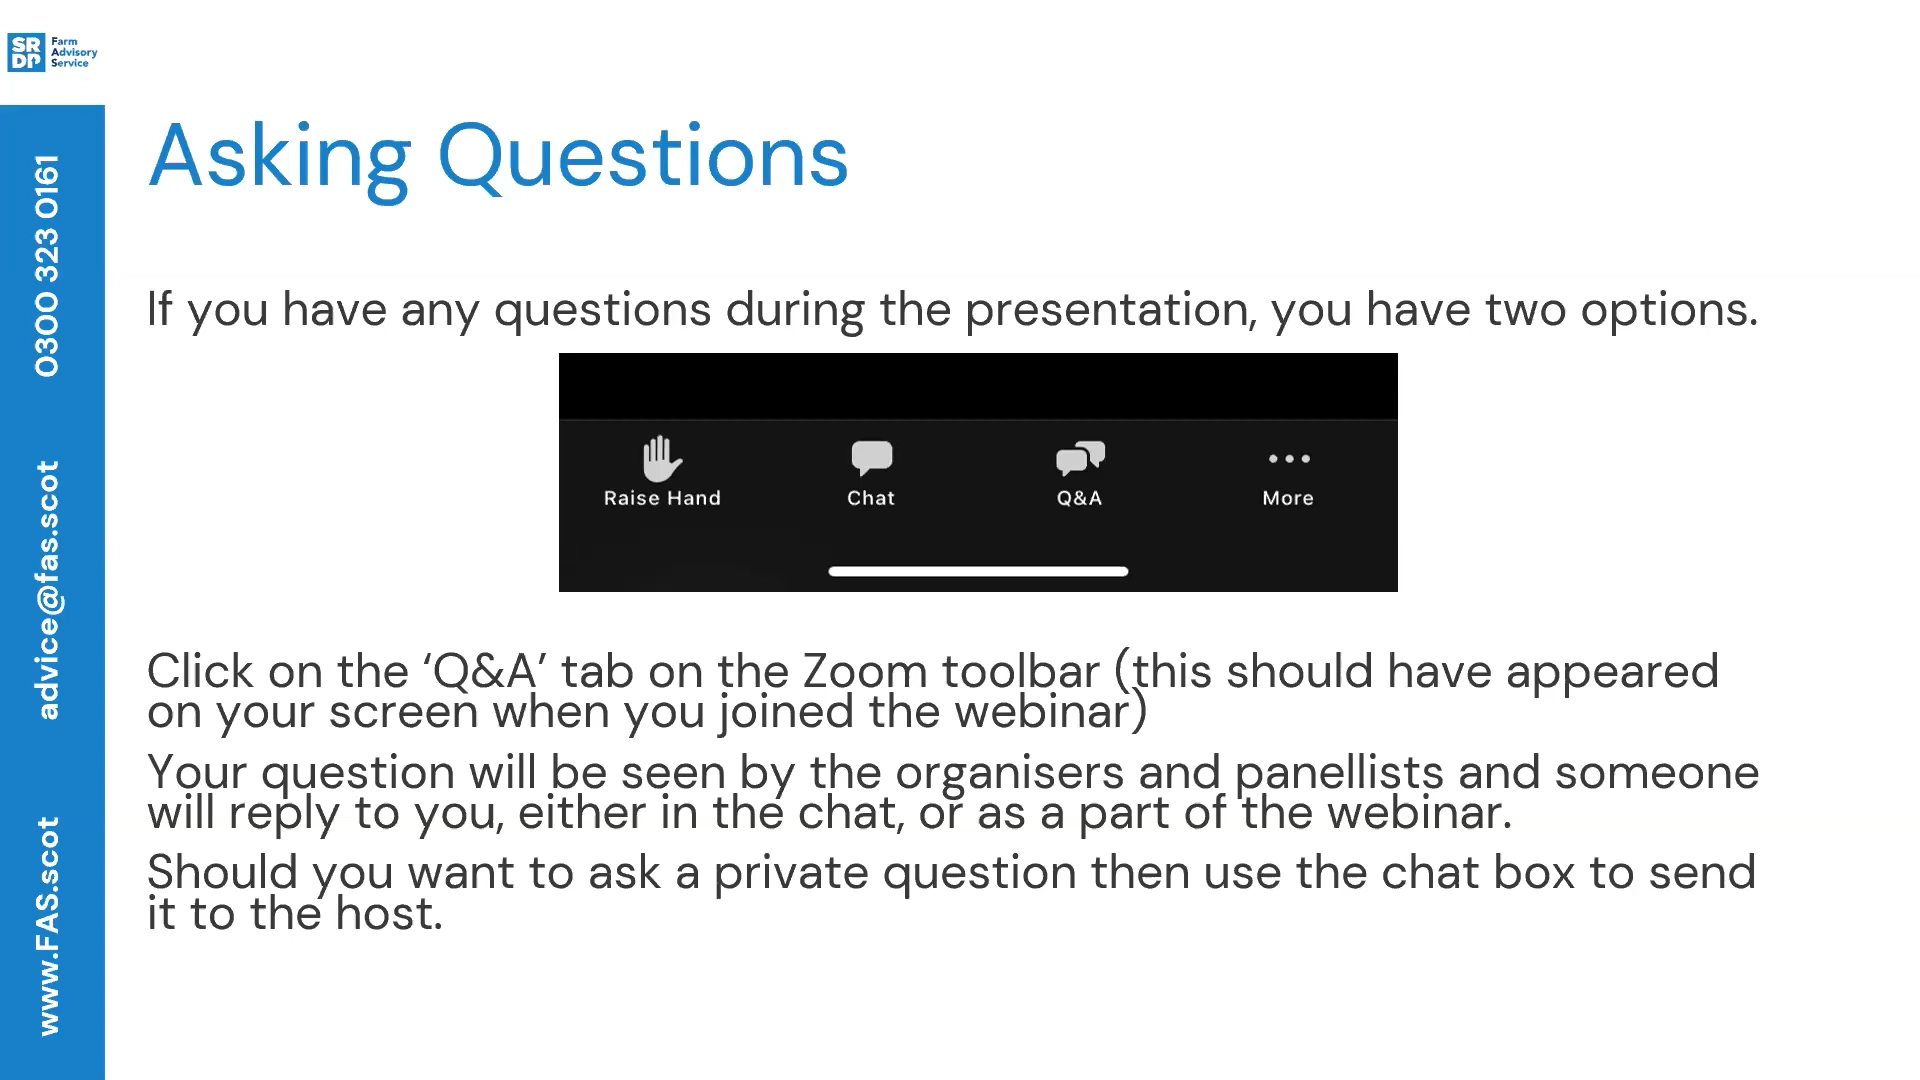 SR
DP
Farm
Advisory
Service
Asking Questions
If you have any questions during the presentation, you have two options.
Raise Hand
Chat
Q&A
More
Click on the ‘Q&A’ tab on the Zoom toolbar (this should have appeared
on your screen when you joined the webinar)
Your question will be seen by the organisers and panellists and someone
will reply to you, either in the chat, or as a part of the webinar.
Should you want to ask a private question then use the chat box to send
it to the host.
www.FAS.scot
advice@fas.scot
0300 323 0161